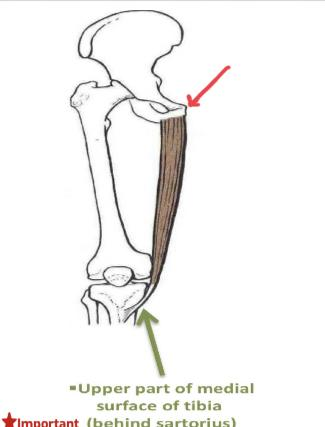 ▪Upper part of medial
surface of tibia
★Important (behind sartorius)